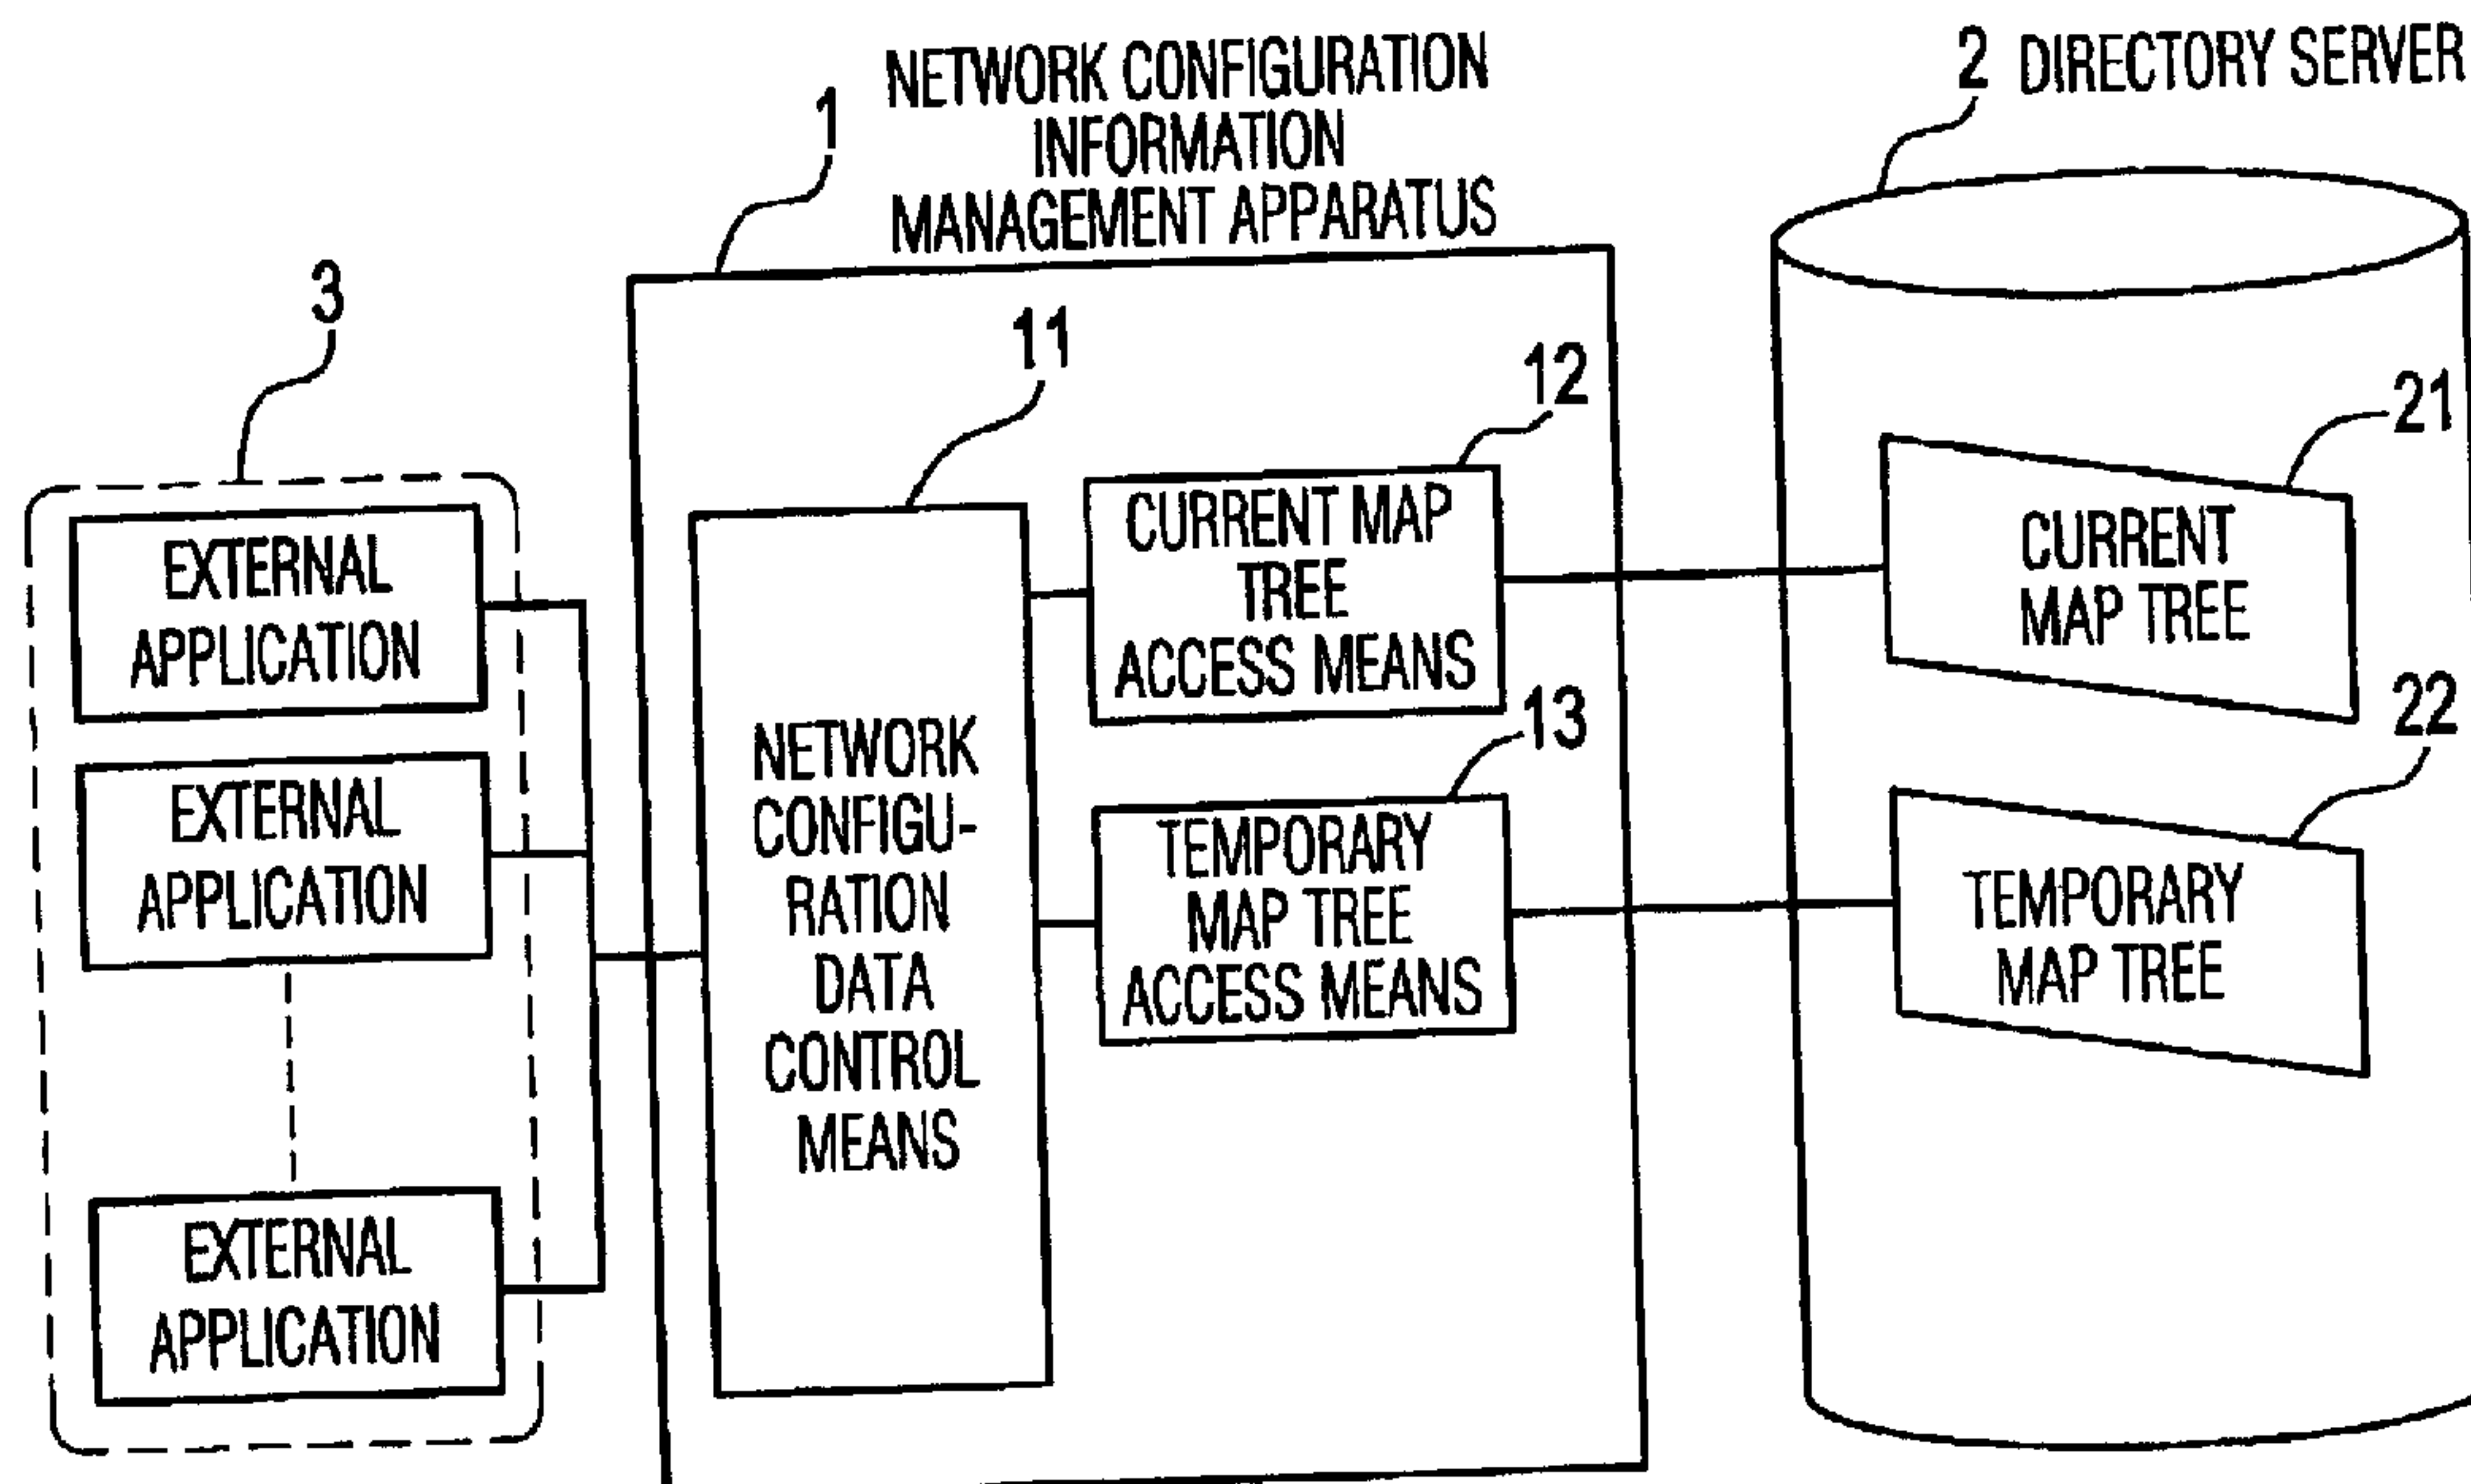 1
NETWORK CONFIGURATION
INFORMATION
MANAGEMENT APPARATUS
2 DIRECTORY SERVER
3
11
12
21
EXTERNAL
APPLICATION
EXTERNAL
APPLICATION
EXTERNAL
APPLICATION
NETWORK
CONFIGU-
RATION
DATA
CONTROL
MEANS
CURRENT MAP
TREE
ACCESS MEANS
13
TEMPORARY
MAP TREE
ACCESS MEANS
CURRENT
MAP TREE
22
TEMPORARY
MAP TREE